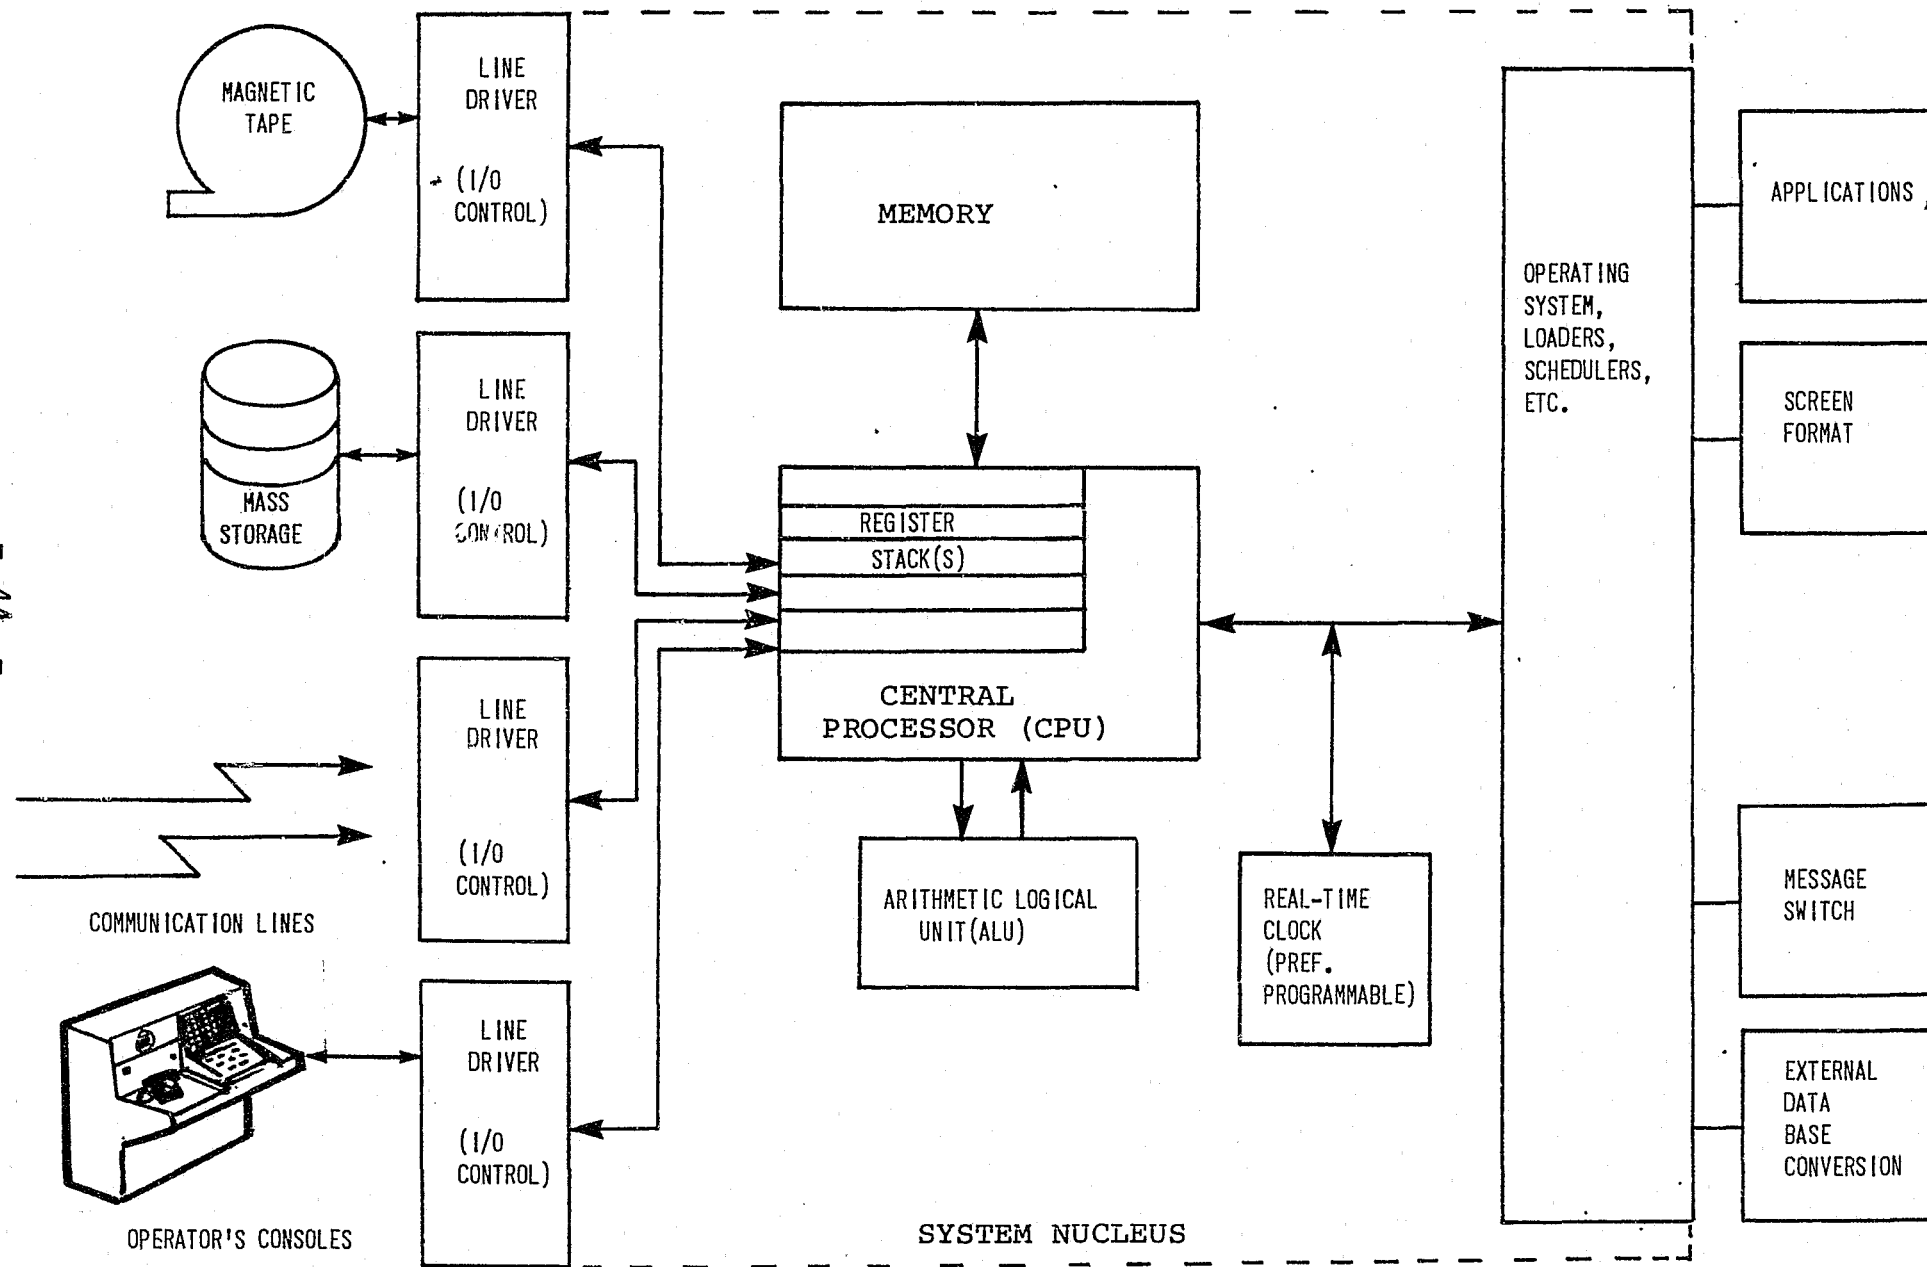 MAGNETIC
TAPE
LINE
DRIVER
(I/O
CONTROL)
MASS
STORAGE
LINE
DRIVER
(I/O
CONTROL)
COMMUNICATION LINES
LINE
DRIVER
(I/O
CONTROL)
OPERATOR'S CONSOLES
LINE
DRIVER
(I/O
CONTROL)
MEMORY
REGISTER
STACK(S)
CENTRAL
PROCESSOR (CPU)
ARITHMETIC LOGICAL
UNIT(ALU)
REAL-TIME
CLOCK
(PREF.
PROGRAMMABLE)
SYSTEM NUCLEUS
OPERATING
SYSTEM,
LOADERS,
SCHEDULERS,
ETC.
APPLICATIONS
SCREEN
FORMAT
MESSAGE
SWITCH
EXTERNAL
DATA
BASE
CONVERSION